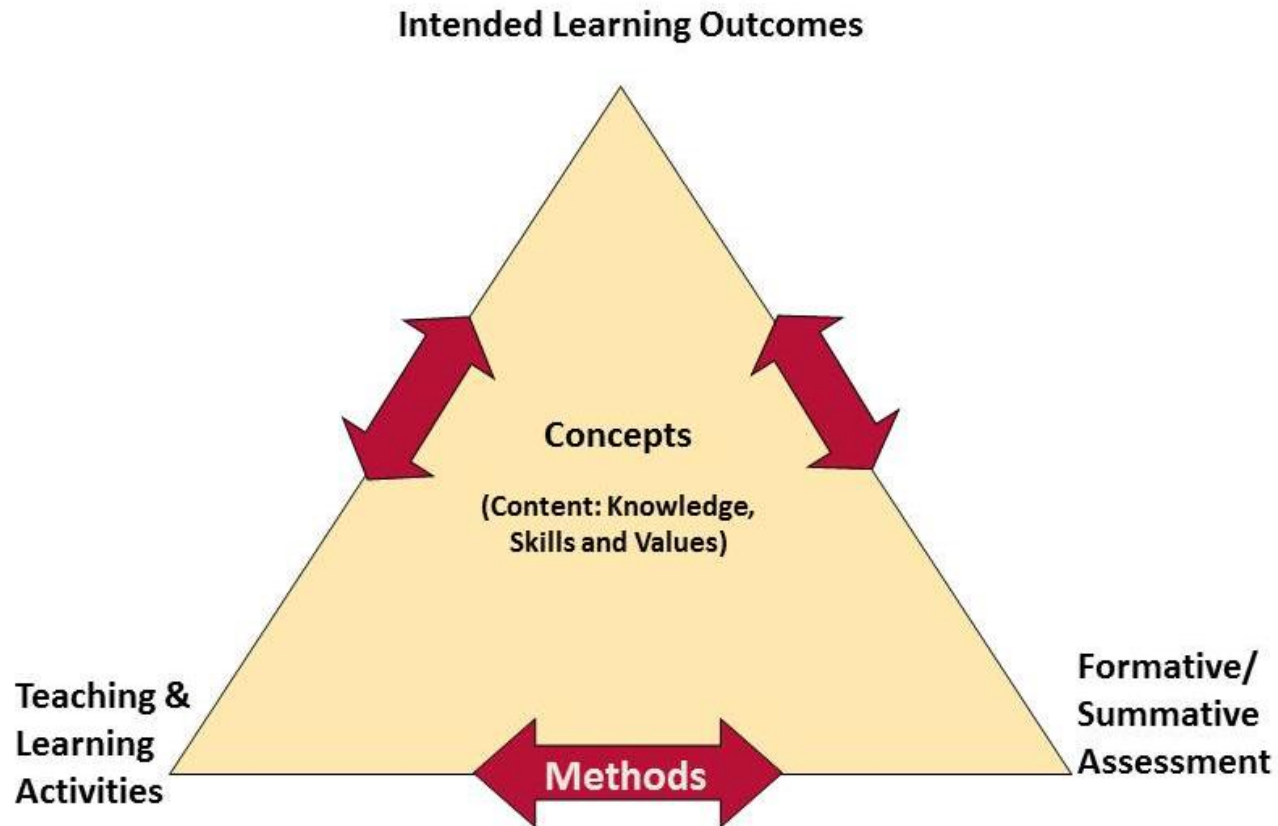 Intended Learning Outcomes
Concepts
(Content: Knowledge,
Skills and Values)
Teaching &
Learning
Activities
Methods
Formative/
Summative
Assessment